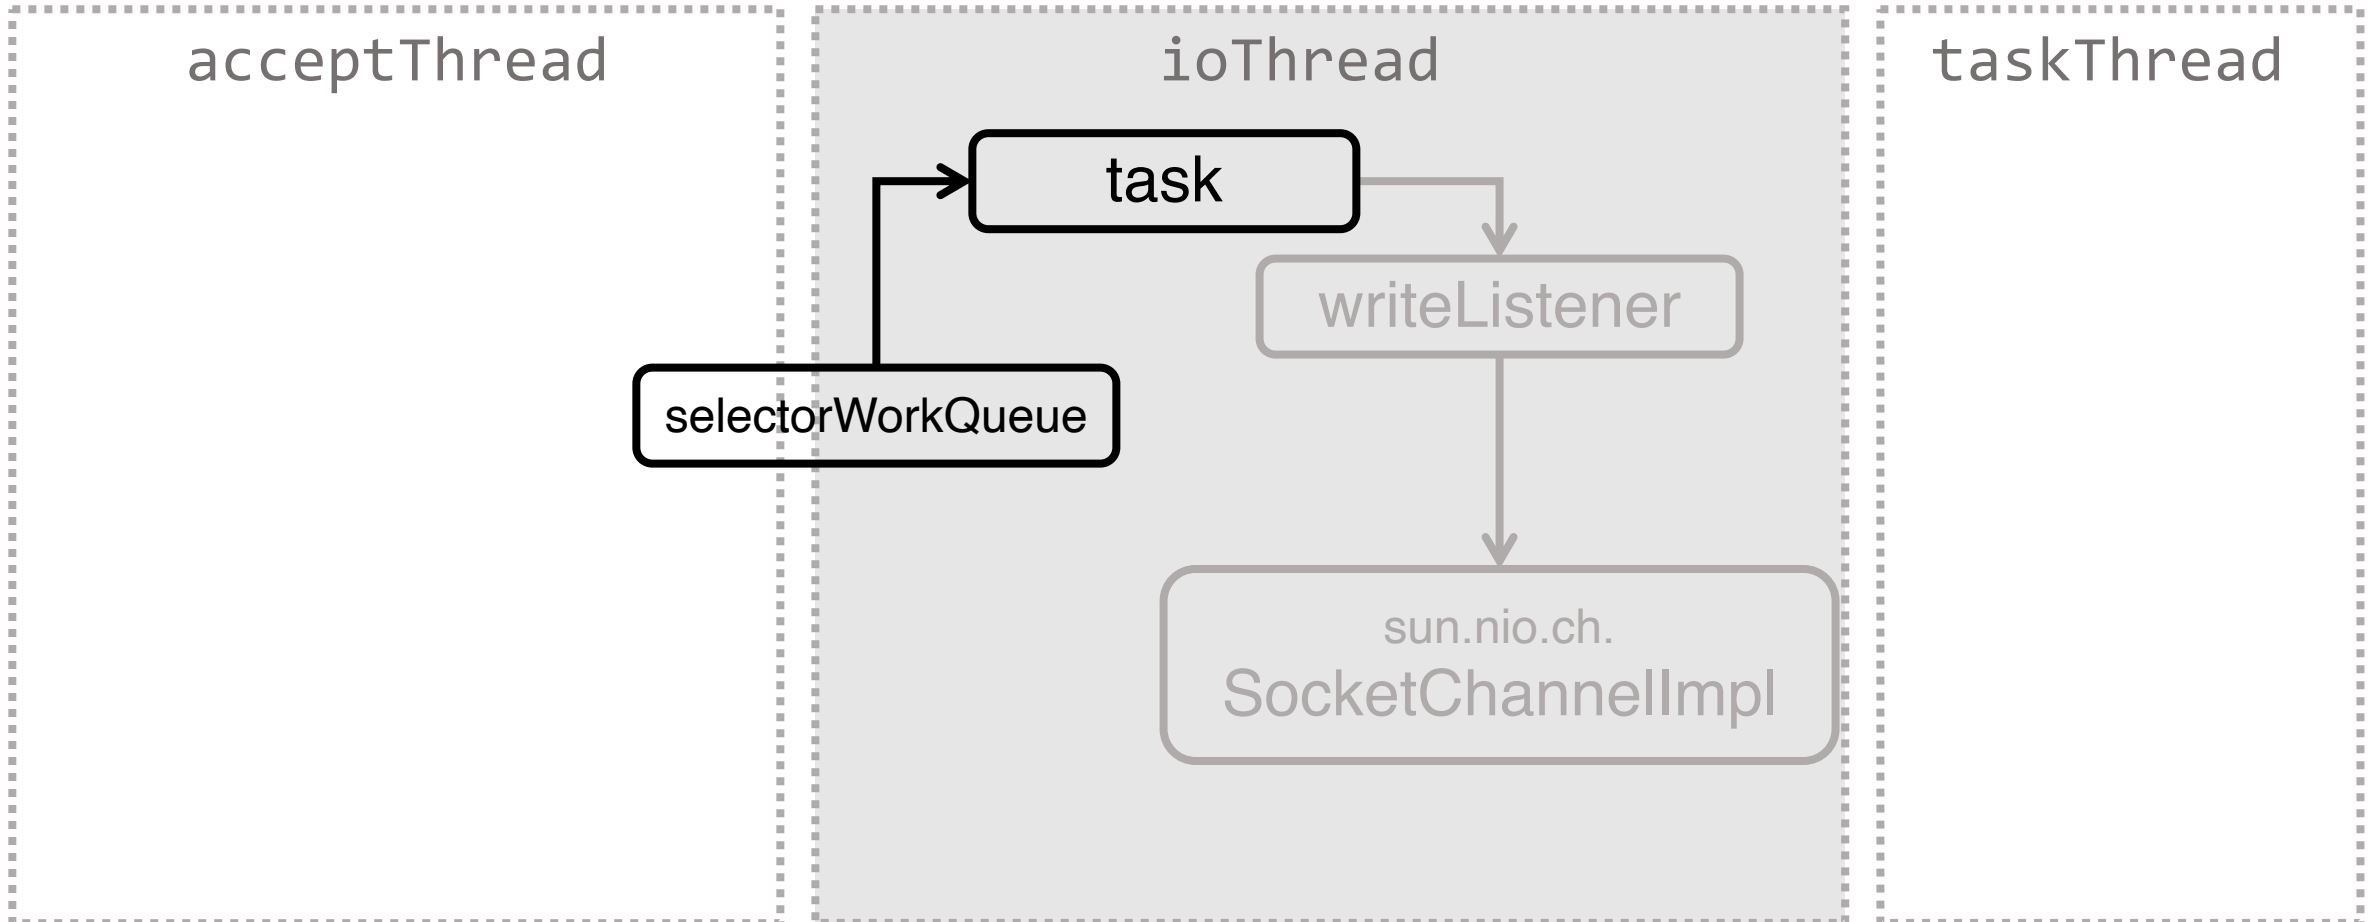 acceptThread
ioThread
taskThread
task
writeListener
selectorWorkQueue
sun.nio.ch.
SocketChannelImpl